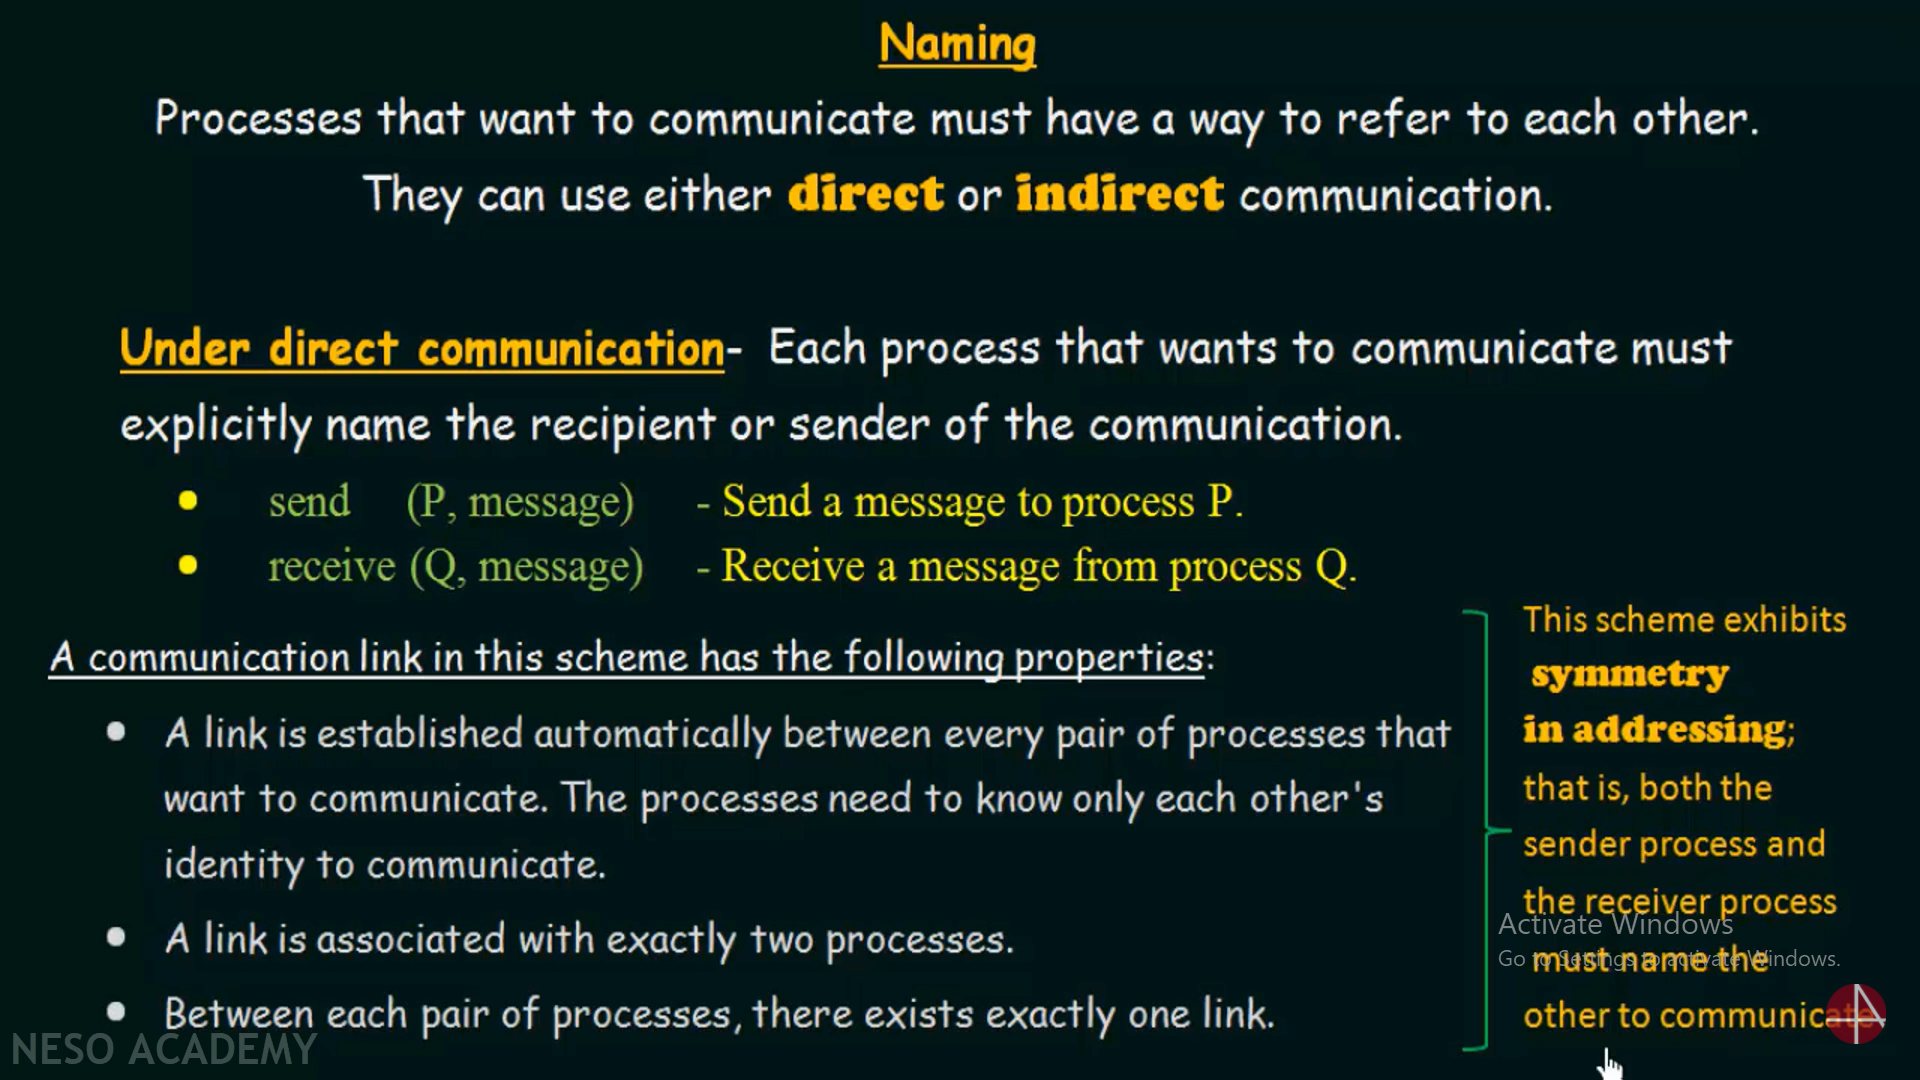 Naming
Processes that want to communicate must have a way to refer to each other.
They can use either direct or indirect communication.
Under direct communication- Each process that wants to communicate must
explicitly name the recipient or sender of the communication.
• send (P, message) - Send a message to process P.
• receive (Q, message) - Receive a message from process Q.
A communication link in this scheme has the following properties:
• A link is established automatically between every pair of processes that
want to communicate. The processes need to know only each other's
identity to communicate.
• A link is associated with exactly two processes.
• Between each pair of processes, there exists exactly one link.
This scheme exhibits
symmetry
in addressing;
that is, both the
sender process and
the receiver process
must name the
other to communicate
Activate Windows
Go to Settings to activate Windows.
NESO ACADEMY